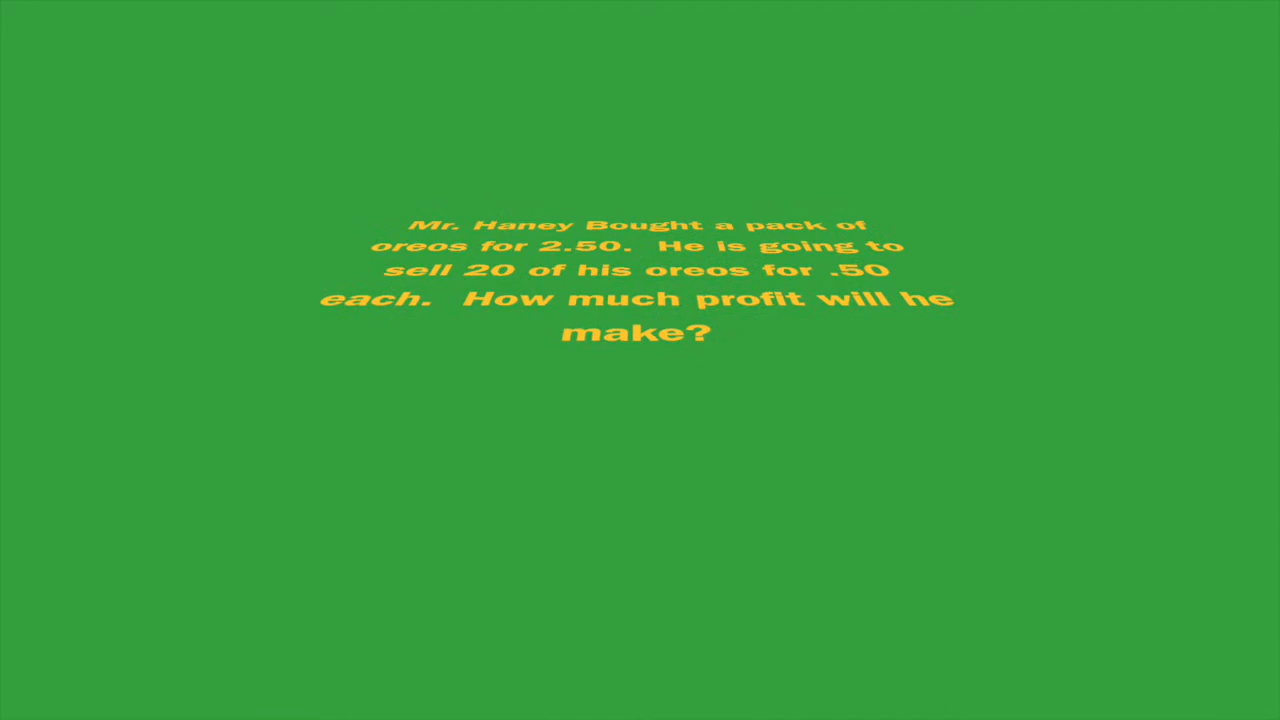 Mr. Haney Bought a pack of
oreos for 2.50.  He is going to
sell 20 of his oreos for .50
each.  How much profit will he
make?